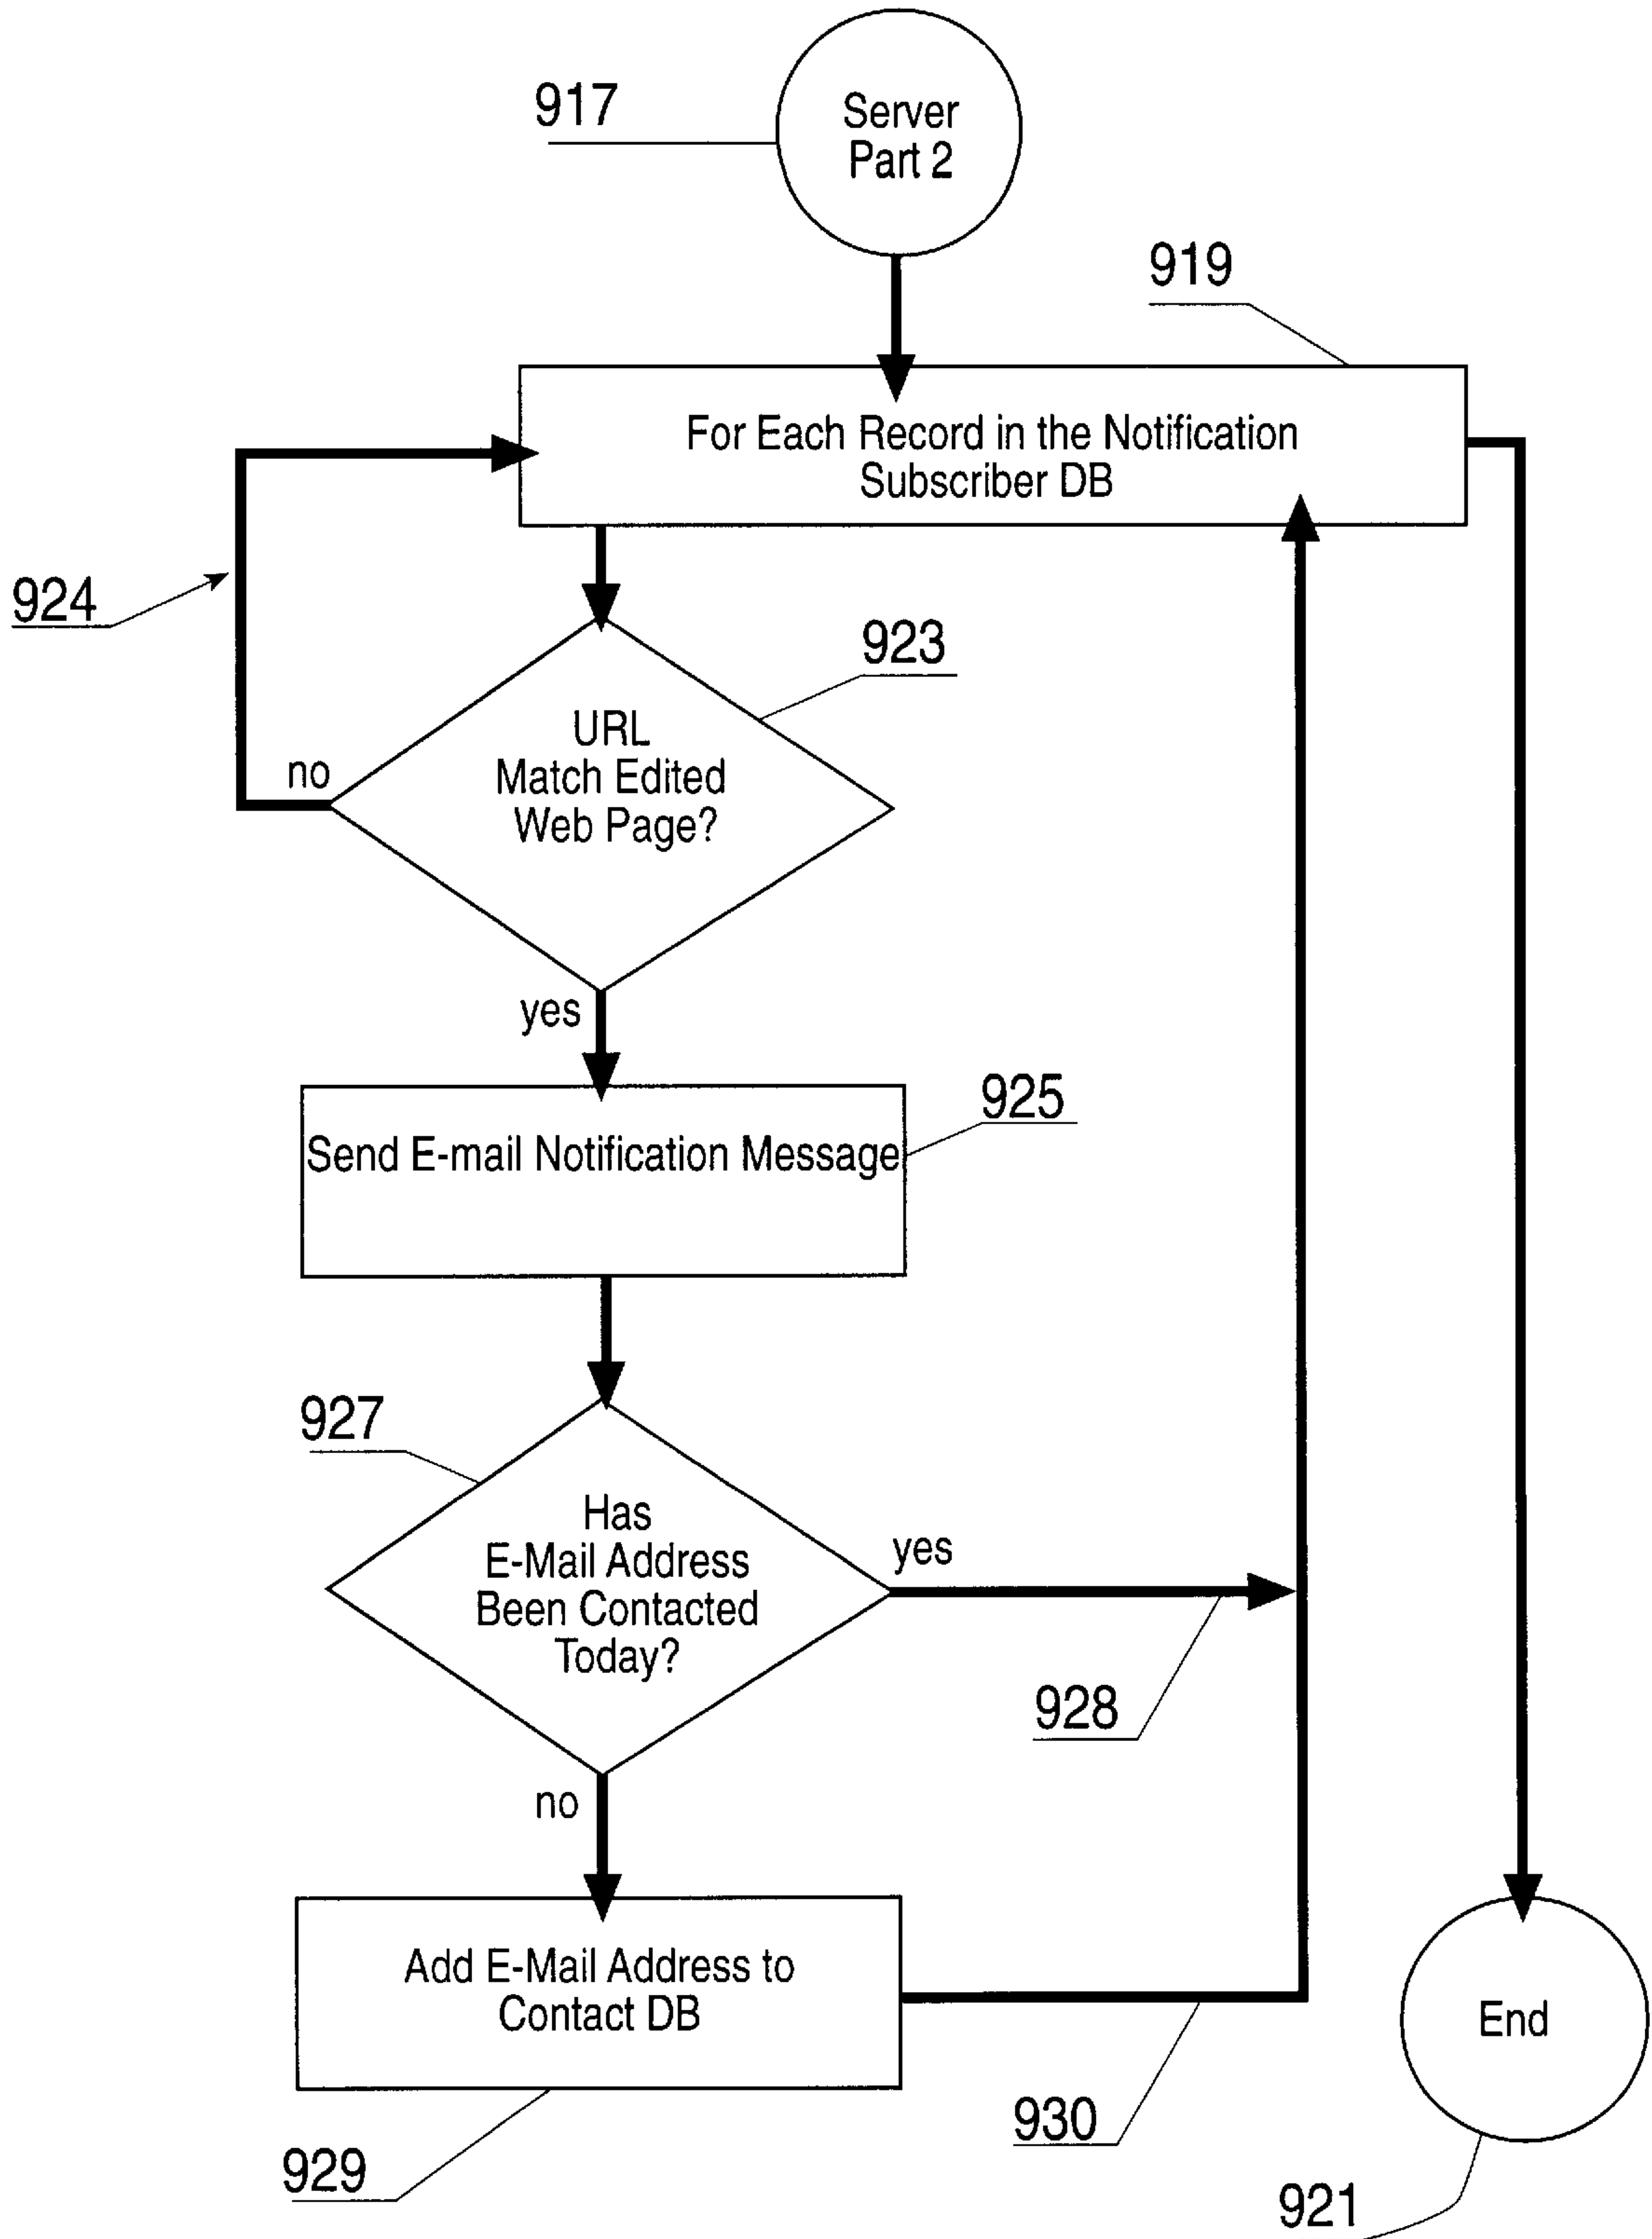 917
Server
Part 2
919
For Each Record in the Notification
Subscriber DB
924
923
URL
Match Edited
Web Page?
no
yes
925
Send E-mail Notification Message
927
Has
E-Mail Address
Been Contacted
Today?
yes
928
no
Add E-Mail Address to
Contact DB
End
930
929
921